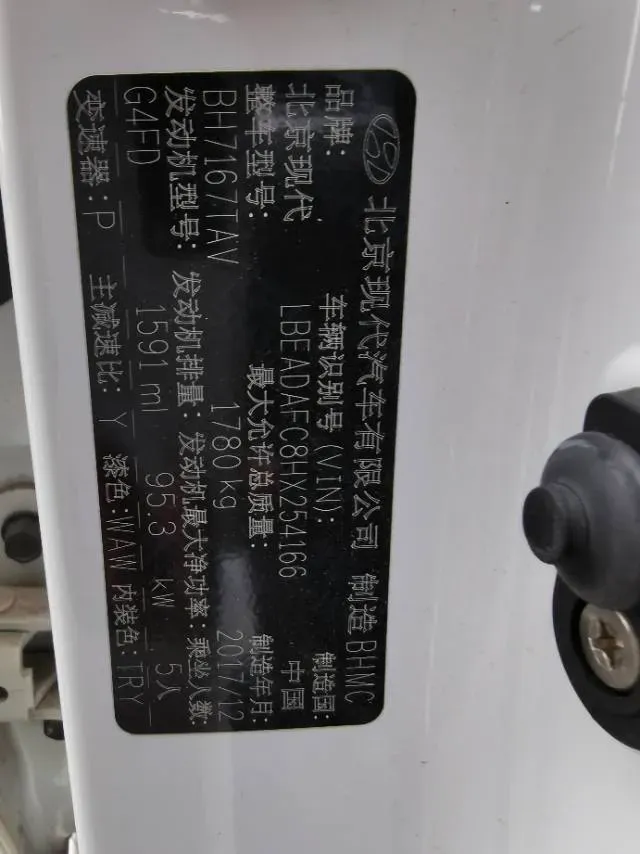 北京现代汽车有限公司 制造 BHMC
品牌: 车辆识别号(VIN): 制造国:
北京现代 LBEADAFC8HX254166 中国
整车型号: 最大允许总质量: 制造年月:
BH7167TAV 1780kg 2017/12
发动机型号: 发动机排量: 发动机最大净功率: 乘坐人数:
G4FD 1591 ml 95.3 kW 5人
变速器: P 主减速比: Y 漆色: WAW 内装色: TRY